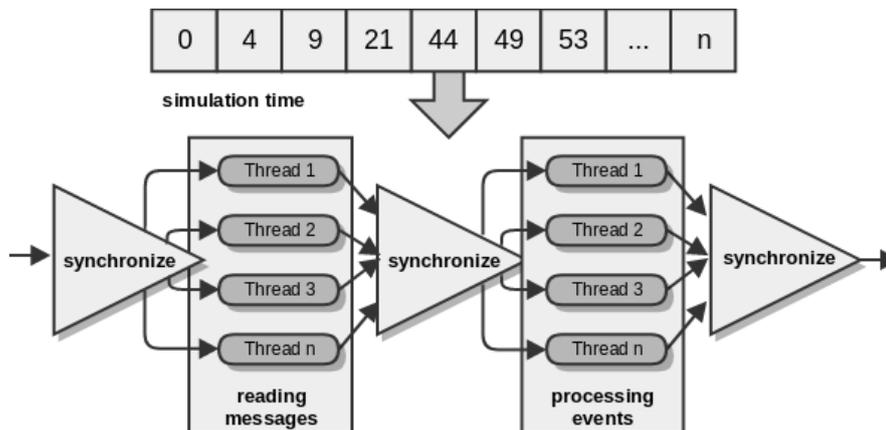 0 4 9 21 44 49 53 ... n
simulation time
Thread 1
Thread 2
Thread 3
Thread n
reading
messages
Thread 1
Thread 2
Thread 3
Thread n
processing
events
synchronize
synchronize
synchronize